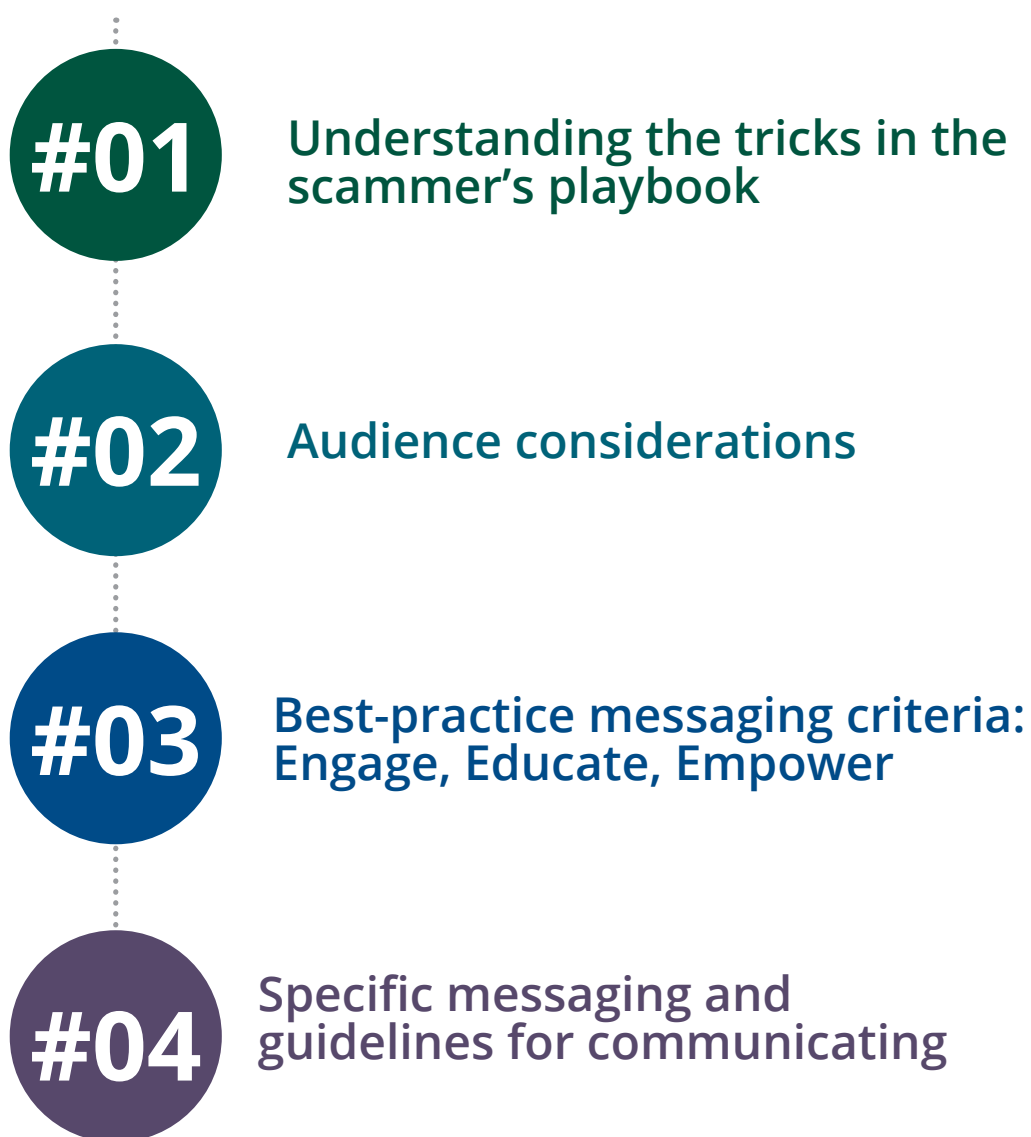 #01
Understanding the tricks in the
scammer’s playbook
#02
Audience considerations
#03
Best-practice messaging criteria:
Engage, Educate, Empower
#04
Specific messaging and
guidelines for communicating